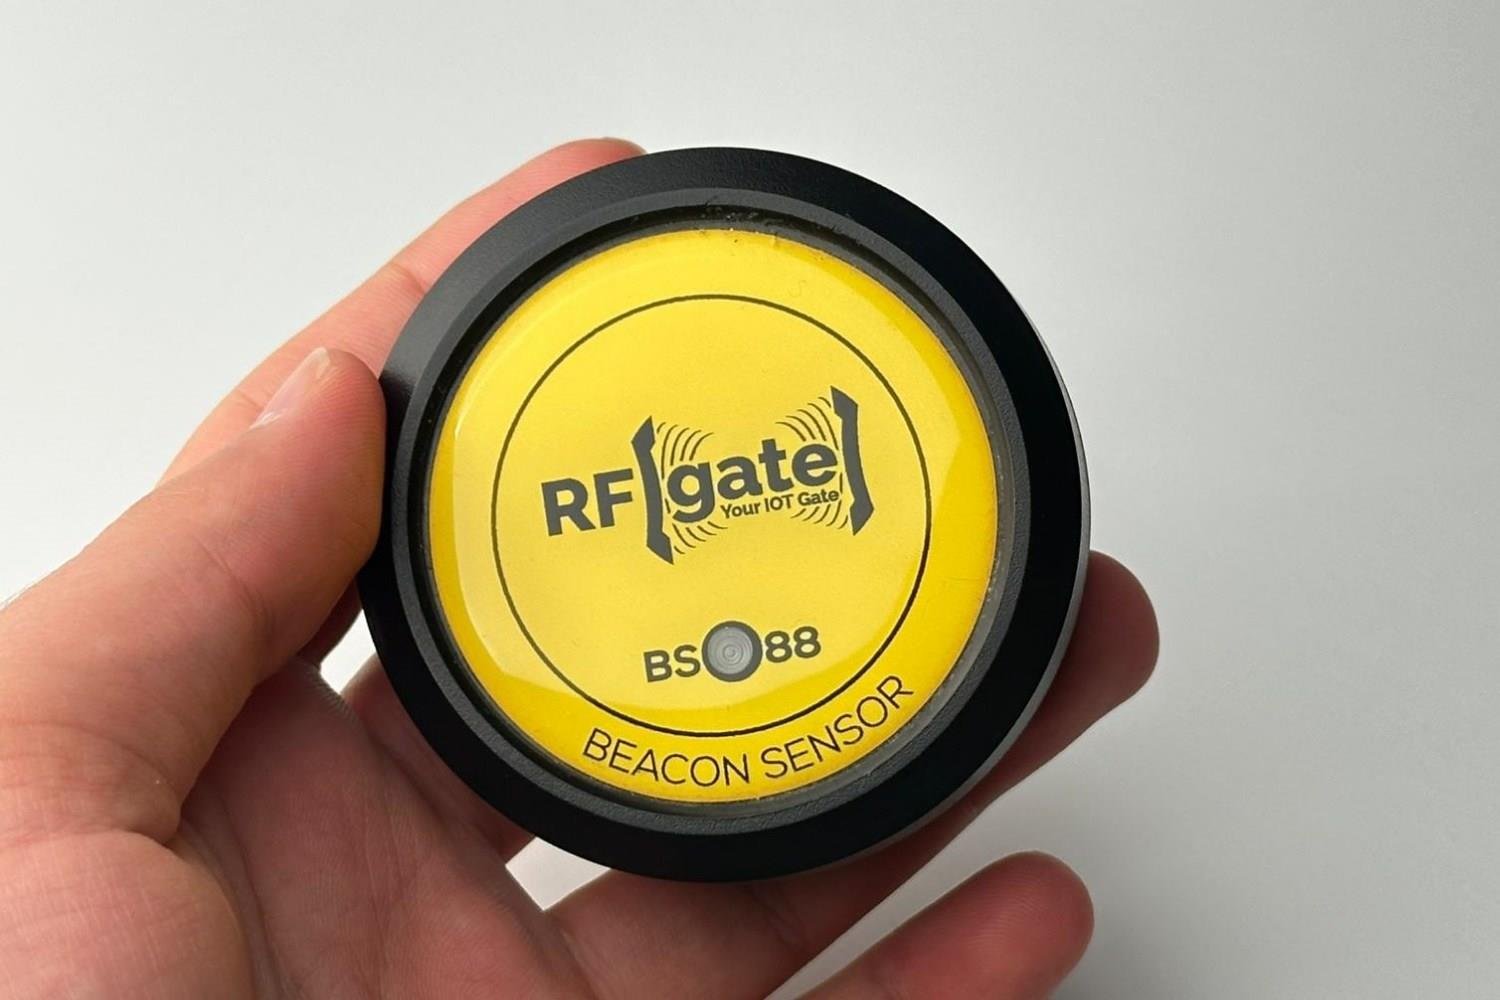 RF[gate]
Your IOT Gate
BS 88
BEACON SENSOR